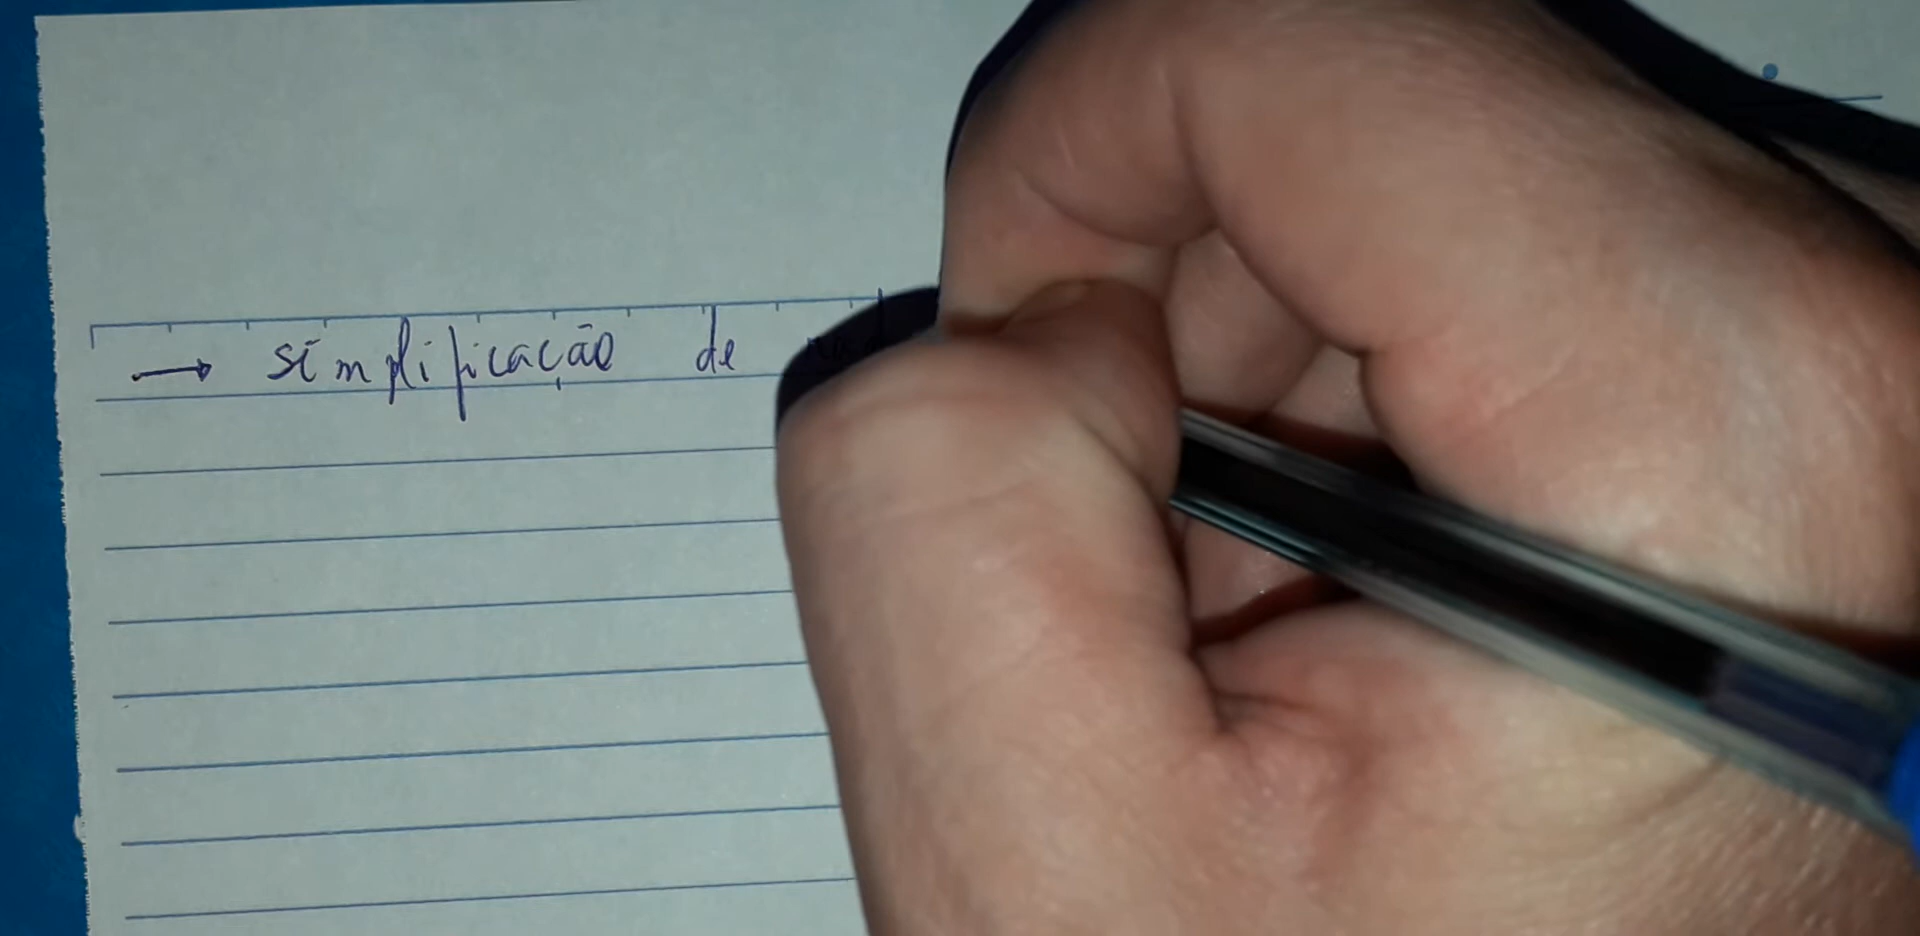 → simplificação de